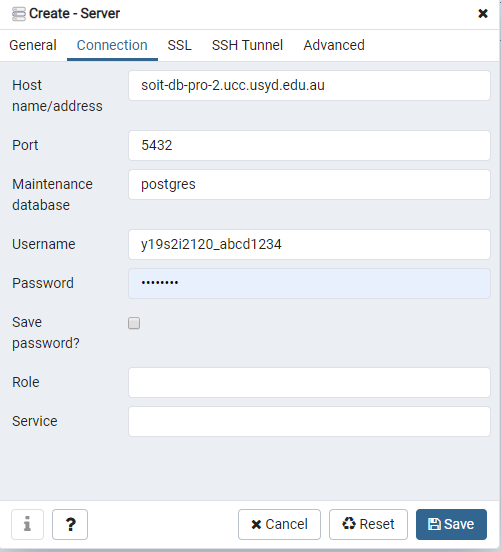 Create - Server
General Connection SSL SSH Tunnel Advanced
Host name/address soit-db-pro-2.ucc.usyd.edu.au
Port 5432
Maintenance database postgres
Username y19s2i2120_abcd1234
Password ••••••••
Save password?
Role
Service
i ? Cancel Reset Save